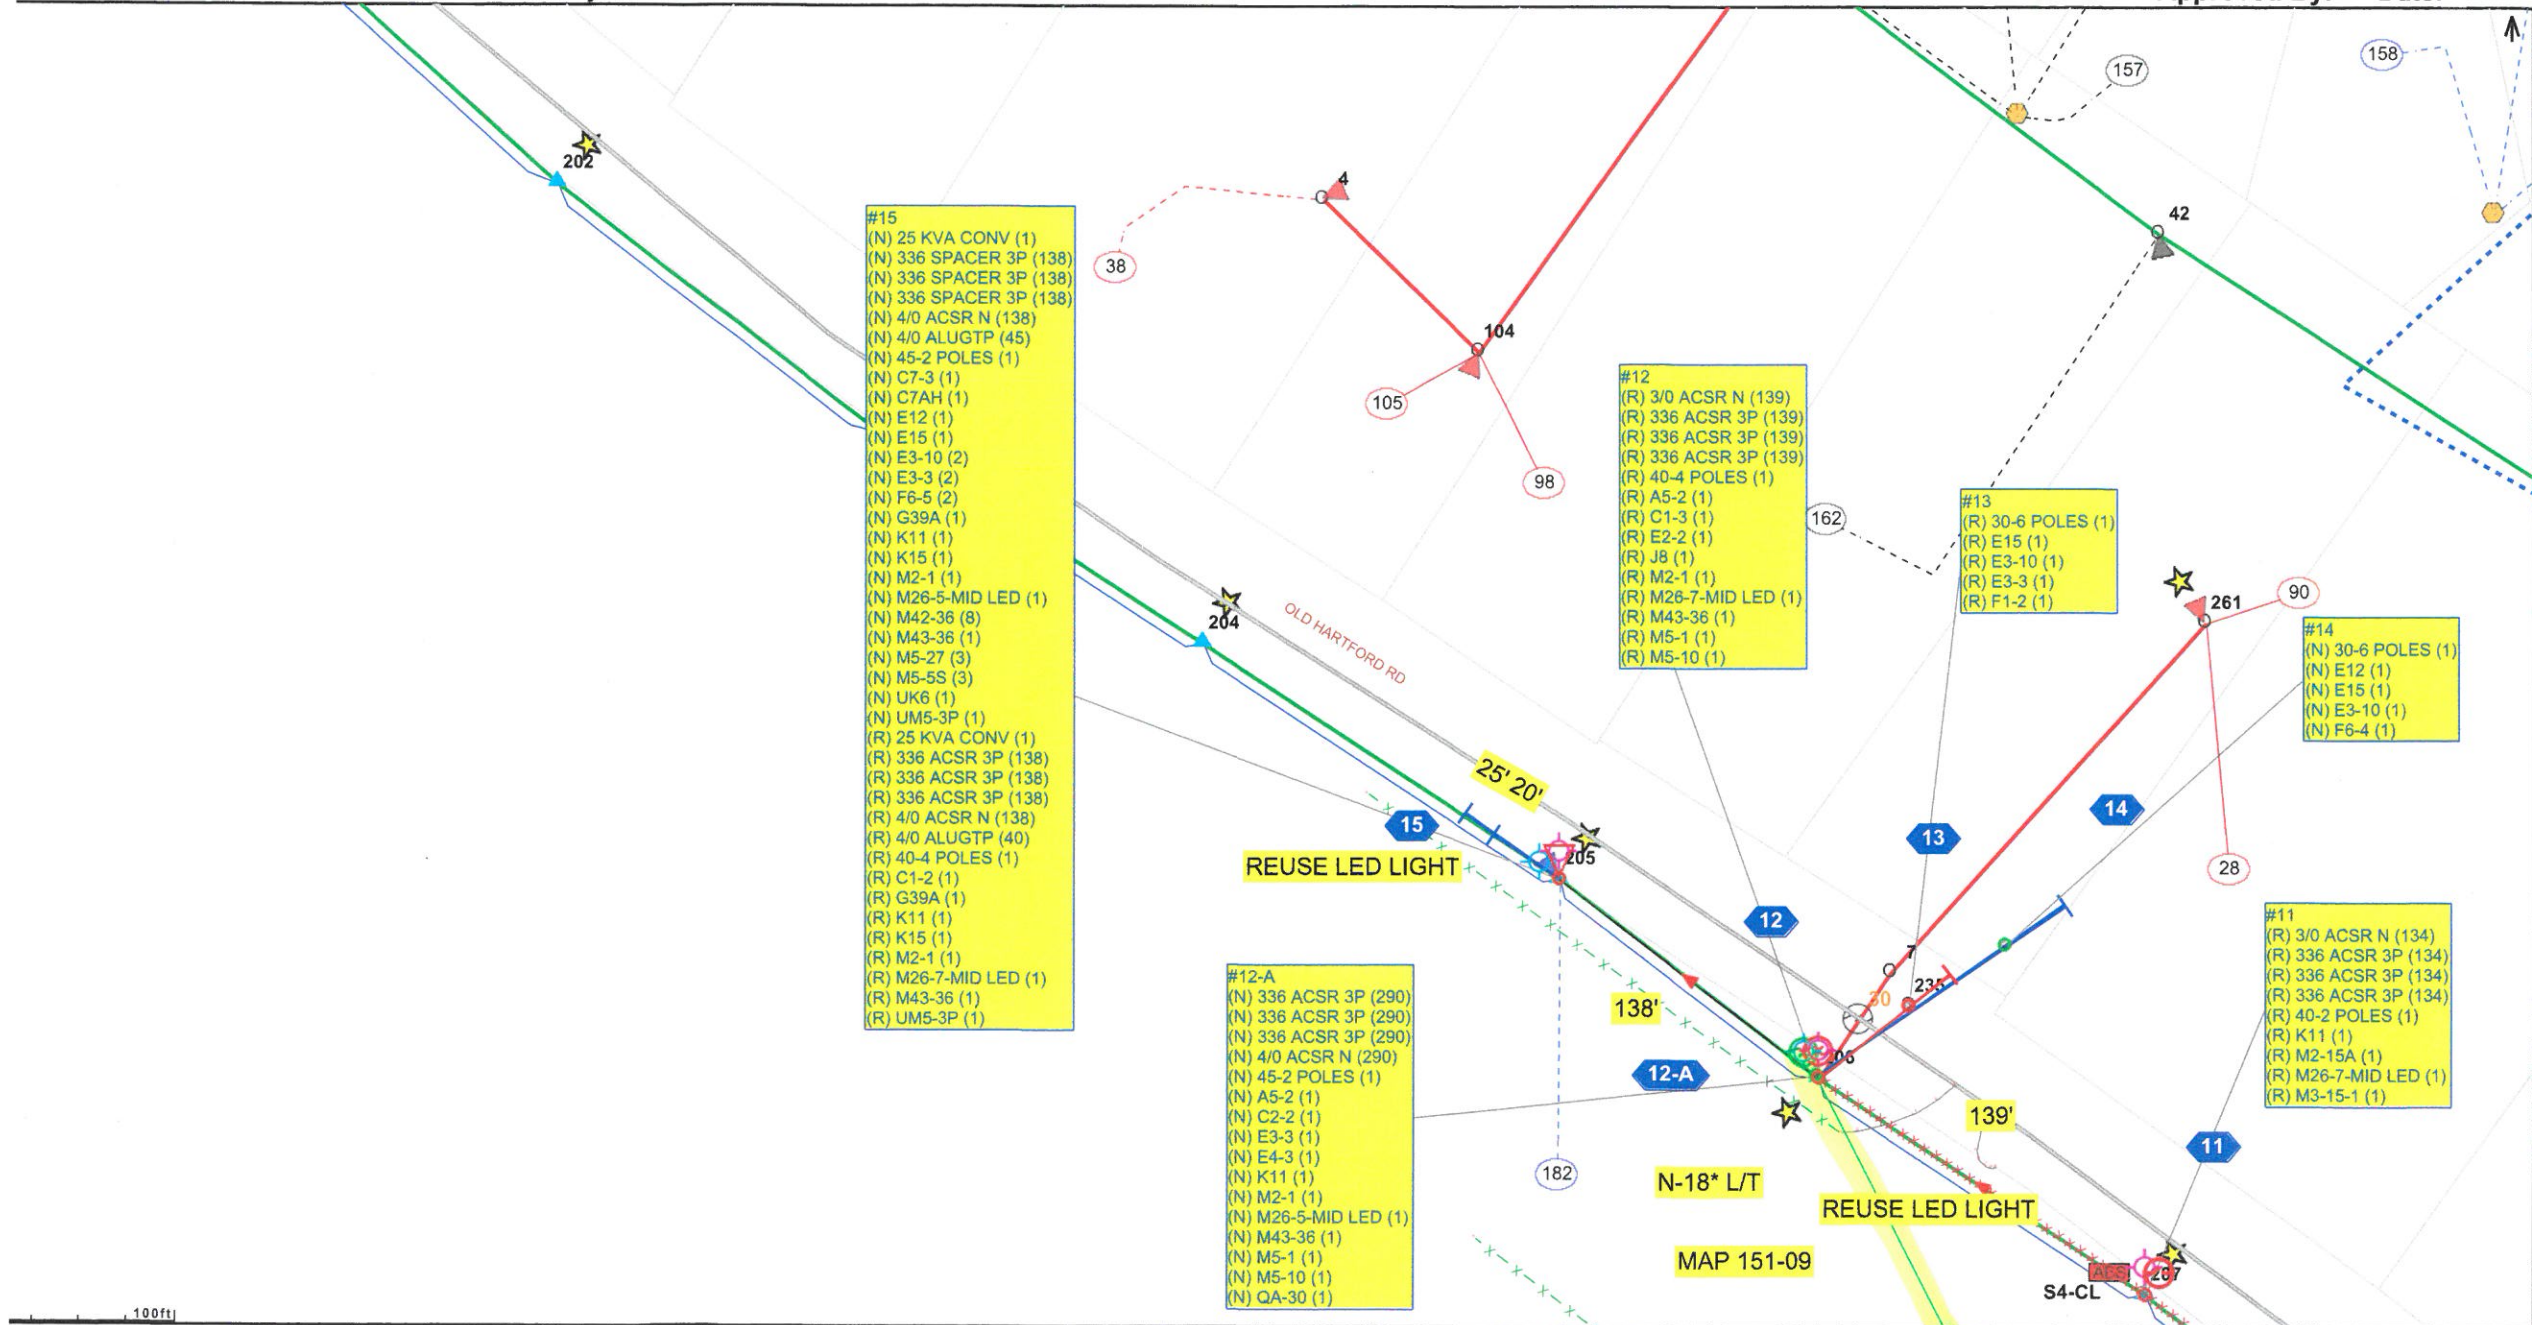 158
157
202
4
42
#15
(N) 25 KVA CONV (1)
(N) 336 SPACER 3P (138)
(N) 336 SPACER 3P (138)
(N) 336 SPACER 3P (138)
(N) 4/0 ACSR N (138)
(N) 4/0 ALUGTP (45)
(N) 45-2 POLES (1)
(N) C7-3 (1)
(N) C7AH (1)
(N) E12 (1)
(N) E15 (1)
(N) E3-10 (2)
(N) E3-3 (2)
(N) F6-5 (2)
(N) G39A (1)
(N) K11 (1)
(N) K15 (1)
(N) M2-1 (1)
(N) M26-5-MID LED (1)
(N) M42-36 (8)
(N) M43-36 (1)
(N) M5-27 (3)
(N) M5-5S (3)
(N) UK6 (1)
(N) UM5-3P (1)
(R) 25 KVA CONV (1)
(R) 336 ACSR 3P (138)
(R) 336 ACSR 3P (138)
(R) 336 ACSR 3P (138)
(R) 4/0 ACSR N (138)
(R) 4/0 ALUGTP (40)
(R) 40-4 POLES (1)
(R) C1-2 (1)
(R) G39A (1)
(R) K11 (1)
(R) K15 (1)
(R) M2-1 (1)
(R) M26-7-MID LED (1)
(R) M43-36 (1)
(R) UM5-3P (1)
38
104
105
98
#12
(R) 3/0 ACSR N (139)
(R) 336 ACSR 3P (139)
(R) 336 ACSR 3P (139)
(R) 336 ACSR 3P (139)
(R) 40-4 POLES (1)
(R) A5-2 (1)
(R) C1-3 (1)
(R) E2-2 (1)
(R) J8 (1)
(R) M2-1 (1)
(R) M26-7-MID LED (1)
(R) M43-36 (1)
(R) M5-1 (1)
(R) M5-10 (1)
162
#13
(R) 30-6 POLES (1)
(R) E15 (1)
(R) E3-10 (1)
(R) E3-3 (1)
(R) F1-2 (1)
261
90
#14
(N) 30-6 POLES (1)
(N) E12 (1)
(N) E15 (1)
(N) E3-10 (1)
(N) F6-4 (1)
204
OLD HARTFORD RD
25' 20'
15
14
13
205
REUSE LED LIGHT
28
12
#11
(R) 3/0 ACSR N (134)
(R) 336 ACSR 3P (134)
(R) 336 ACSR 3P (134)
(R) 336 ACSR 3P (134)
(R) 40-2 POLES (1)
(R) K11 (1)
(R) M2-15A (1)
(R) M26-7-MID LED (1)
(R) M3-15-1 (1)
7
30
138'
#12-A
(N) 336 ACSR 3P (290)
(N) 336 ACSR 3P (290)
(N) 336 ACSR 3P (290)
(N) 4/0 ACSR N (290)
(N) 45-2 POLES (1)
(N) A5-2 (1)
(N) C2-2 (1)
(N) E3-3 (1)
(N) E4-3 (1)
(N) K11 (1)
(N) M2-1 (1)
(N) M26-5-MID LED (1)
(N) M43-36 (1)
(N) M5-1 (1)
(N) M5-10 (1)
(N) QA-30 (1)
12-A
139'
11
182
N-18* L/T
REUSE LED LIGHT
MAP 151-09
ACS
S4-CL
100ft